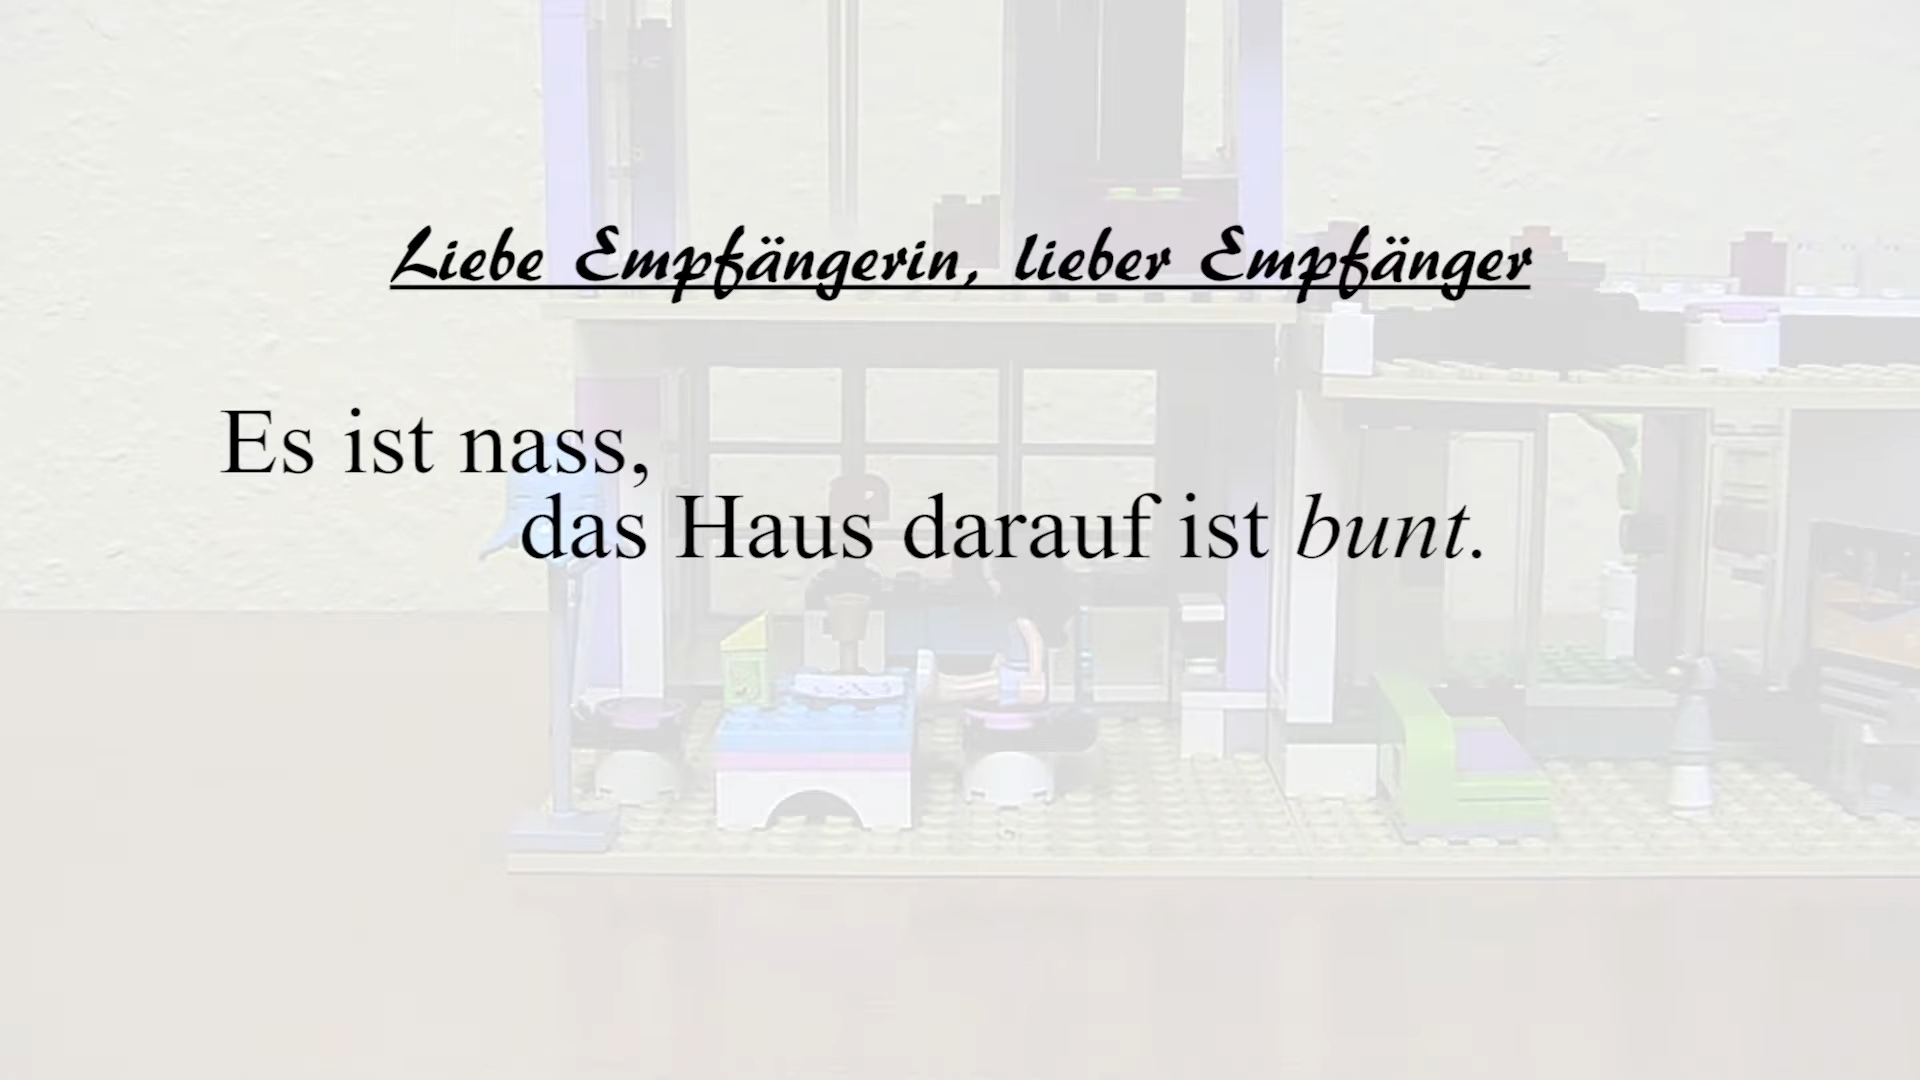 Liebe Empfängerin, lieber Empfänger
Es ist nass,
das Haus darauf ist bunt.